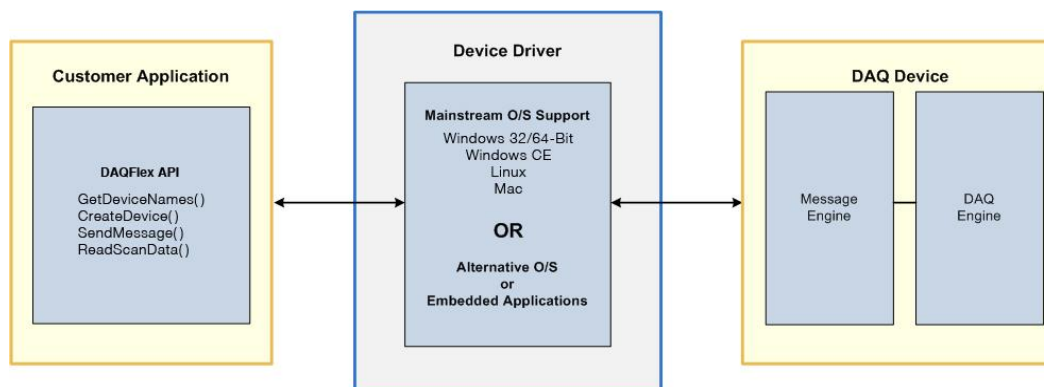 Customer Application
DAQFlex API
GetDeviceNames()
CreateDevice()
SendMessage()
ReadScanData()
Device Driver
Mainstream O/S Support
Windows 32/64-Bit
Windows CE
Linux
Mac
OR
Alternative O/S
or
Embedded Applications
DAQ Device
Message
Engine
DAQ
Engine